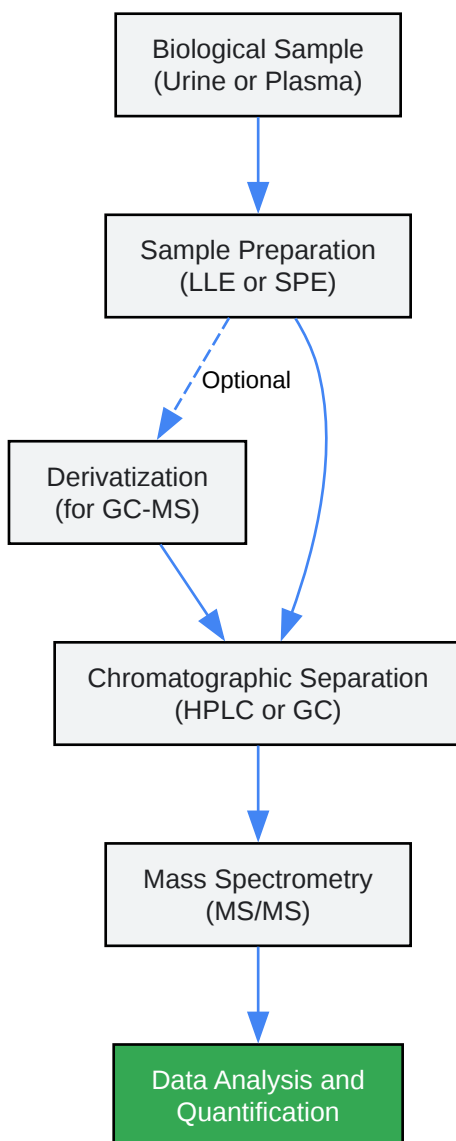 Biological Sample
(Urine or Plasma)
Sample Preparation
(LLE or SPE)
Optional
Derivatization
(for GC-MS)
Chromatographic Separation
(HPLC or GC)
Mass Spectrometry
(MS/MS)
Data Analysis and
Quantification